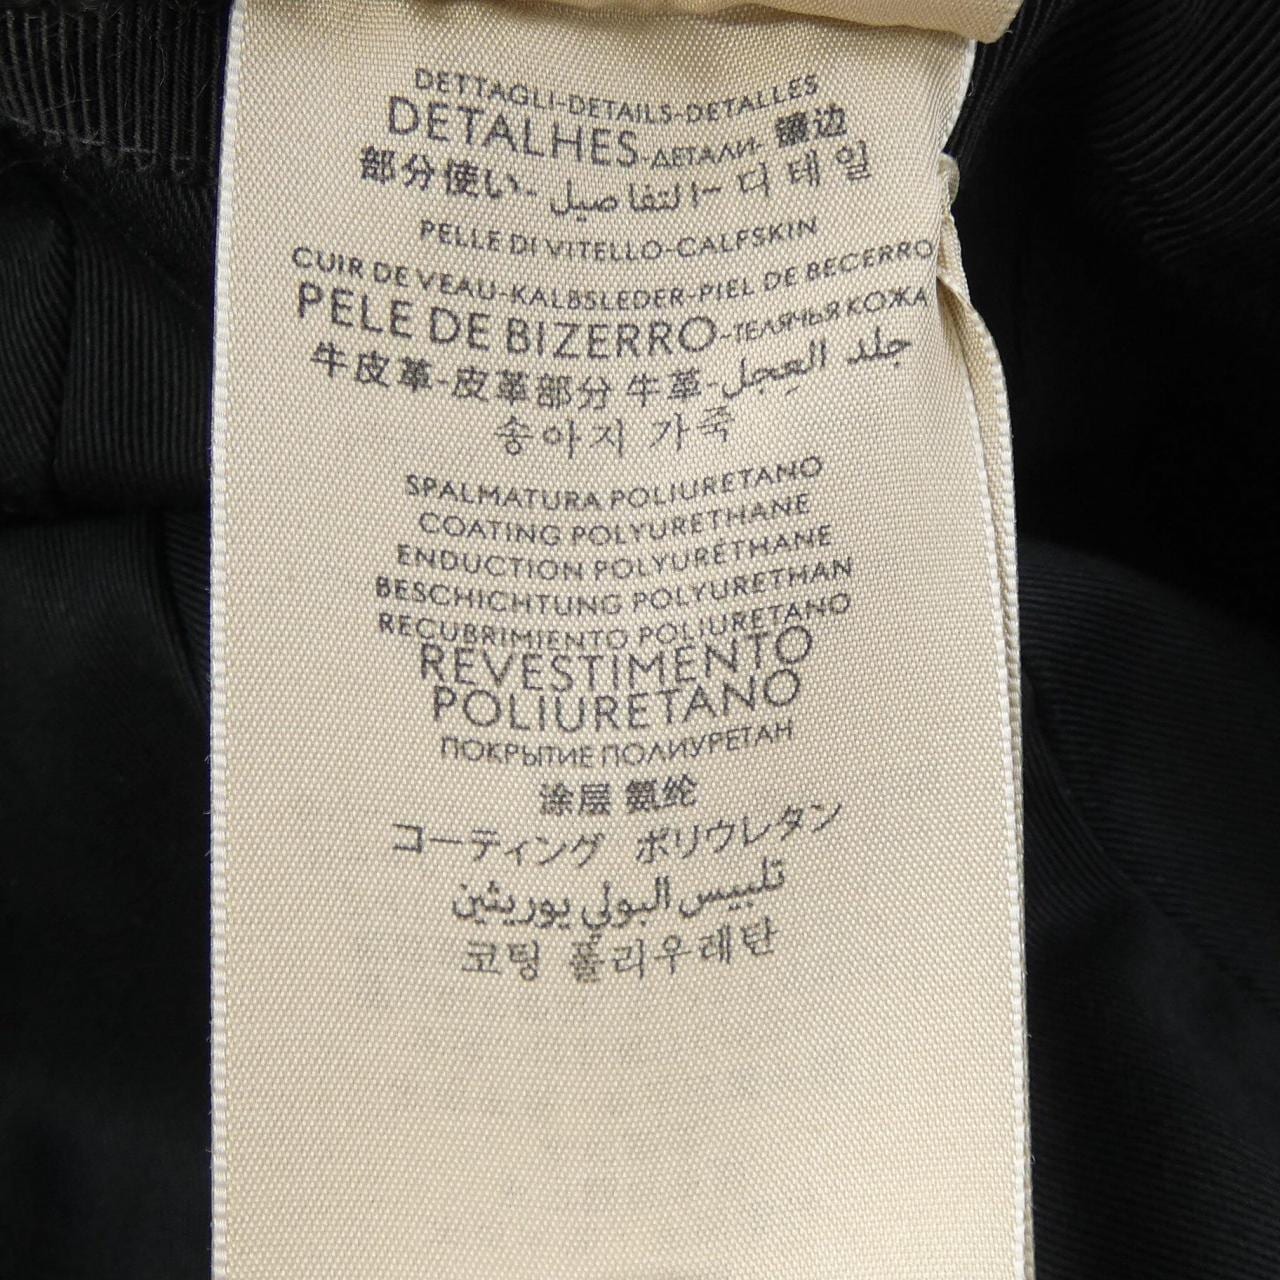 DETTAGLI-DETAILS-DETALLES
DETALHES-ДЕТАЛИ-镶边
部分使い-التفاصيل-디테일
PELLE DI VITELLO-CALFSKIN
CUIR DE VEAU-KALBSLEDER-PIEL DE BECERRO
PELE DE BIZERRO-ТЕЛЯЧЬЯ КОЖА
牛皮革-皮革部分 牛革-جلد العجل
송아지 가죽
SPALMATURA POLIURETANO
COATING POLYURETHANE
ENDUCTION POLYURETHANE
BESCHICHTUNG POLYURETHAN
RECUBRIMIENTO POLIURETANO
REVESTIMENTO
POLIURETANO
ПОКРЫТИЕ ПОЛИУРЕТАН
涂层 氨纶
コーティング ポリウレタン
تلبيس البولي يوريثين
코팅 폴리우레탄